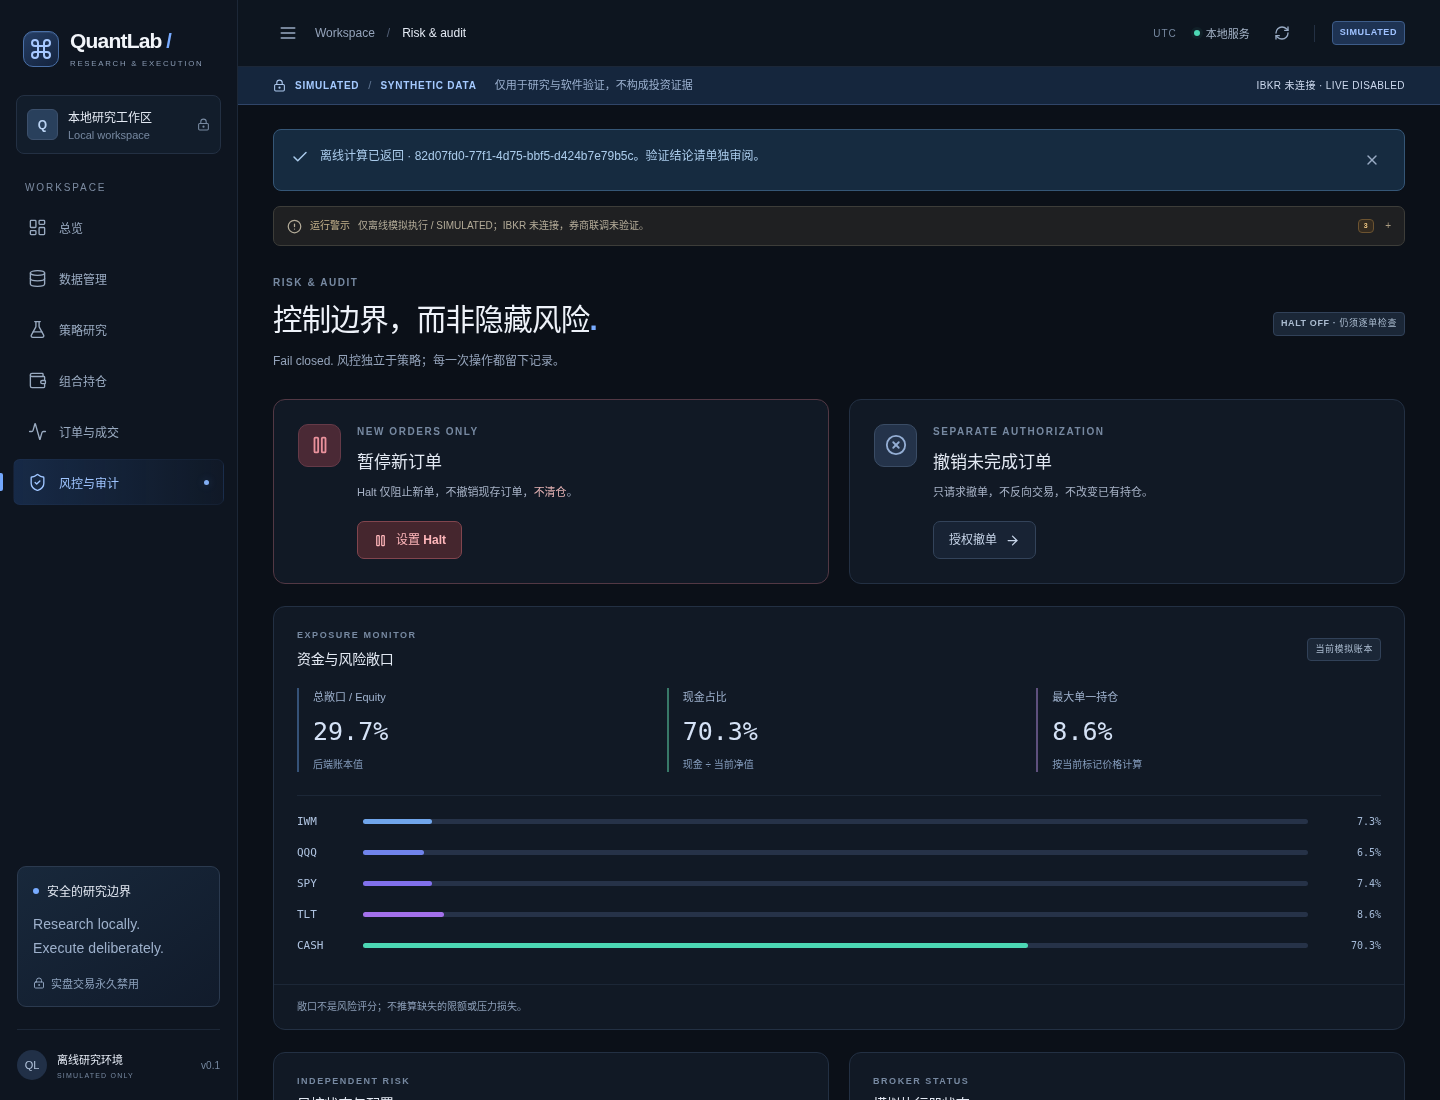 QuantLab /
RESEARCH & EXECUTION
Q
本地研究工作区
Local workspace
WORKSPACE
总览
数据管理
策略研究
组合持仓
订单与成交
风控与审计
安全的研究边界
Research locally.
Execute deliberately.
实盘交易永久禁用
QL
离线研究环境
SIMULATED ONLY
v0.1
Workspace / Risk & audit
UTC
本地服务
SIMULATED
SIMULATED / SYNTHETIC DATA 仅用于研究与软件验证，不构成投资证据
IBKR 未连接 · LIVE DISABLED
离线计算已返回 · 82d07fd0-77f1-4d75-bbf5-d424b7e79b5c。验证结论请单独审阅。
运行警示 仅离线模拟执行 / SIMULATED；IBKR 未连接，券商联调未验证。
3 +
RISK & AUDIT
控制边界，而非隐藏风险.
HALT OFF · 仍须逐单检查
Fail closed. 风控独立于策略；每一次操作都留下记录。
NEW ORDERS ONLY
暂停新订单
Halt 仅阻止新单，不撤销现存订单，不清仓。
设置 Halt
SEPARATE AUTHORIZATION
撤销未完成订单
只请求撤单，不反向交易，不改变已有持仓。
授权撤单
EXPOSURE MONITOR
资金与风险敞口
当前模拟账本
总敞口 / Equity
29.7%
后端账本值
现金占比
70.3%
现金 ÷ 当前净值
最大单一持仓
8.6%
按当前标记价格计算
IWM 7.3%
QQQ 6.5%
SPY 7.4%
TLT 8.6%
CASH 70.3%
敞口不是风险评分；不推算缺失的限额或压力损失。
INDEPENDENT RISK
BROKER STATUS